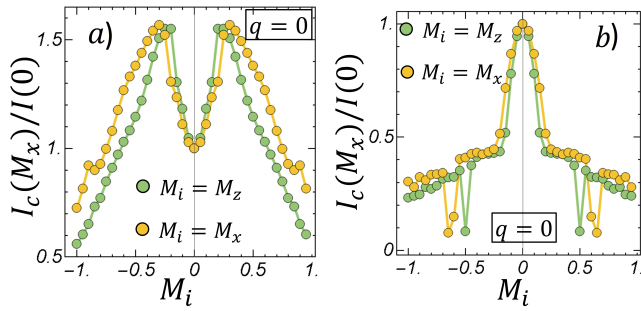 a)
q = 0
I_c(M_x)/I(0)
1.5
1
0.5
M_i = M_z
M_i = M_x
−1.
−0.5
0
0.5
1.
M_i
b)
M_i = M_z
M_i = M_x
I_c(M_x)/I(0)
1.
0.5
0
q = 0
−1.
−0.5
0.
0.5
1.
M_i